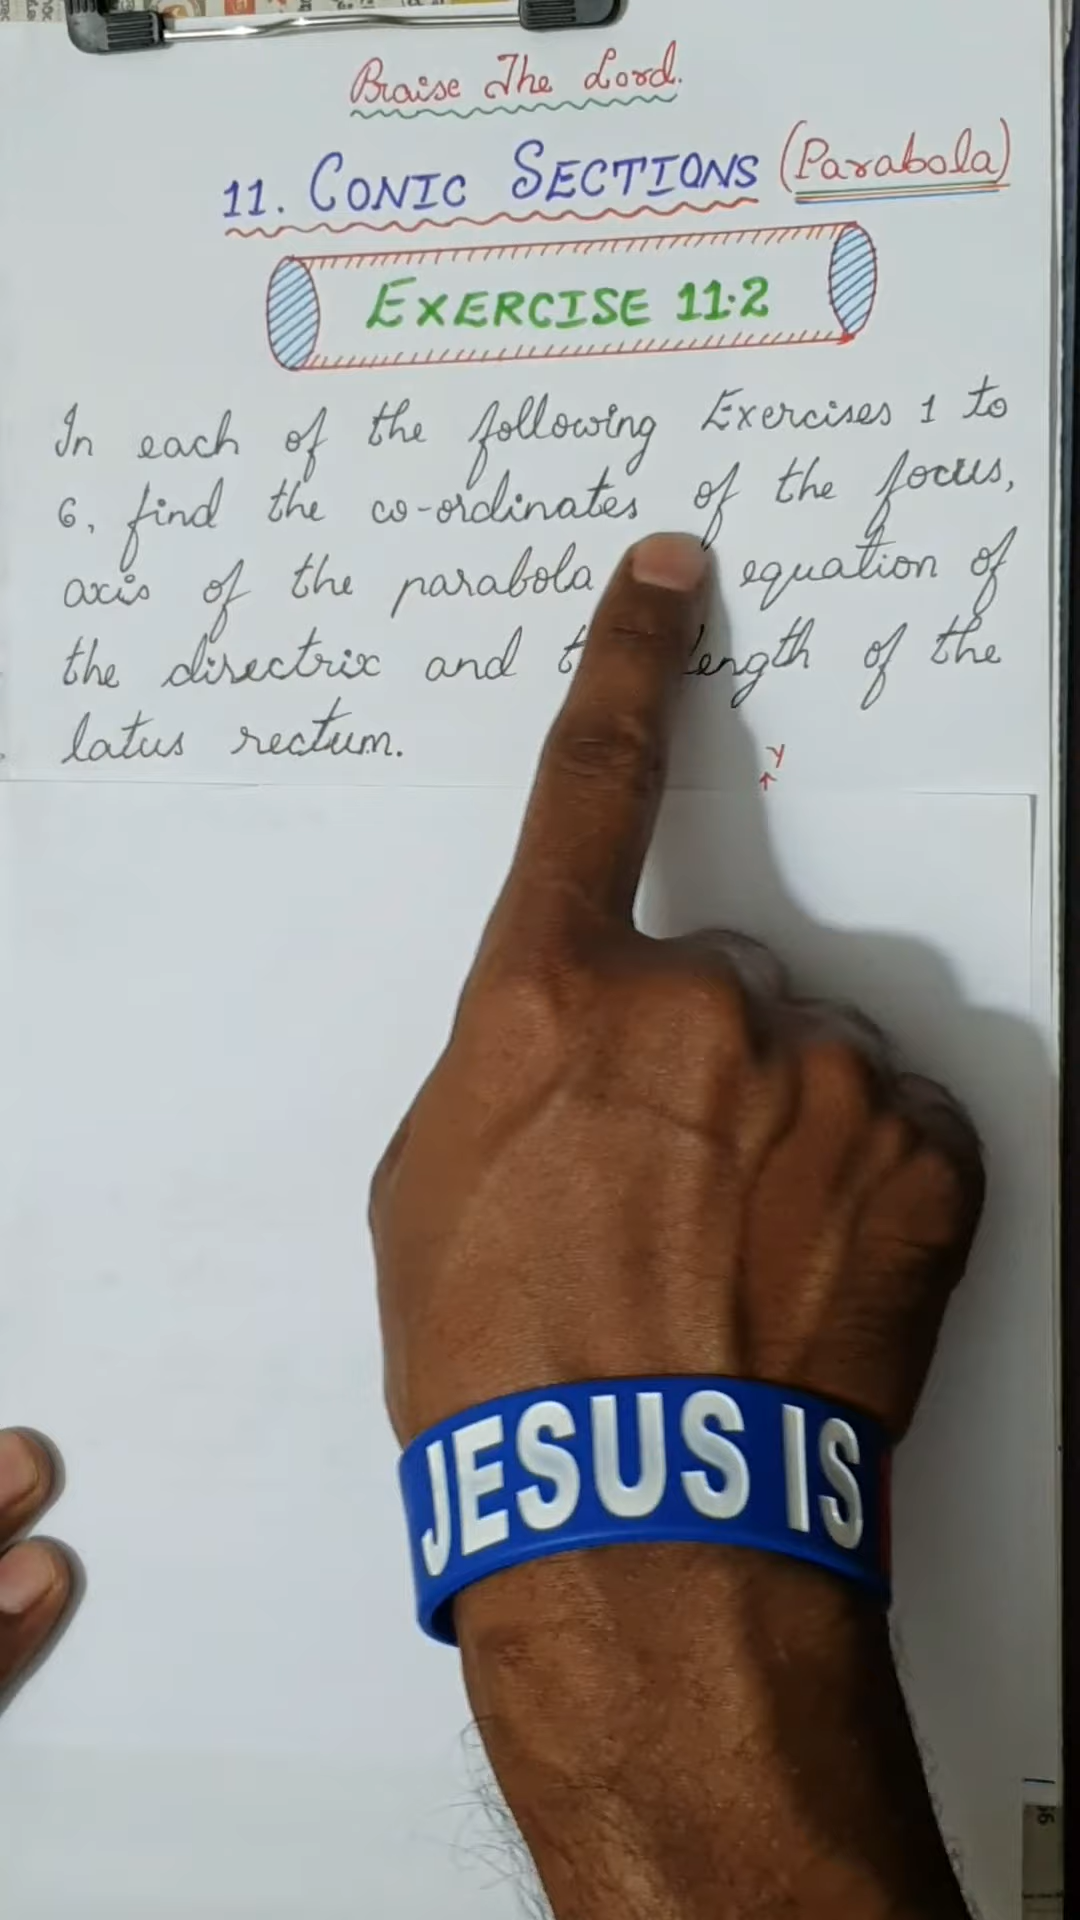 Praise The Lord.
11. CONIC SECTIONS (Parabola)
EXERCISE 11.2
In each of the following Exercises 1 to
6, find the co-ordinates of the focus,
axis of the parabola equation of
the directrix and length of the
latus rectum.
Y
JESUS IS